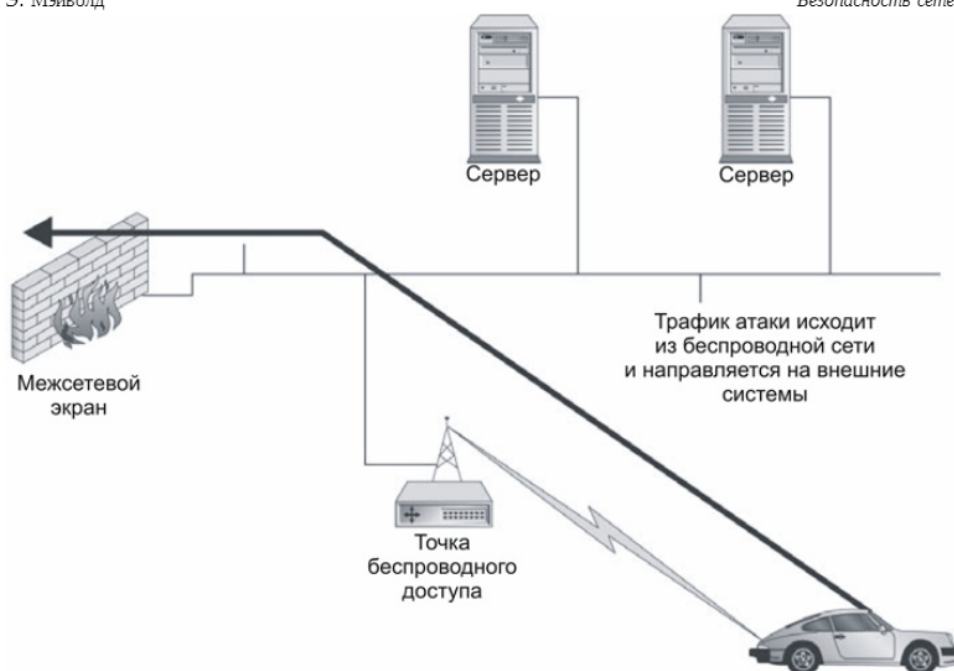 Э. Мэйволд
Безопасность сете
Сервер
Сервер
Трафик атаки исходит
из беспроводной сети
и направляется на внешние
системы
Межсетевой
экран
Точка
беспроводного
доступа